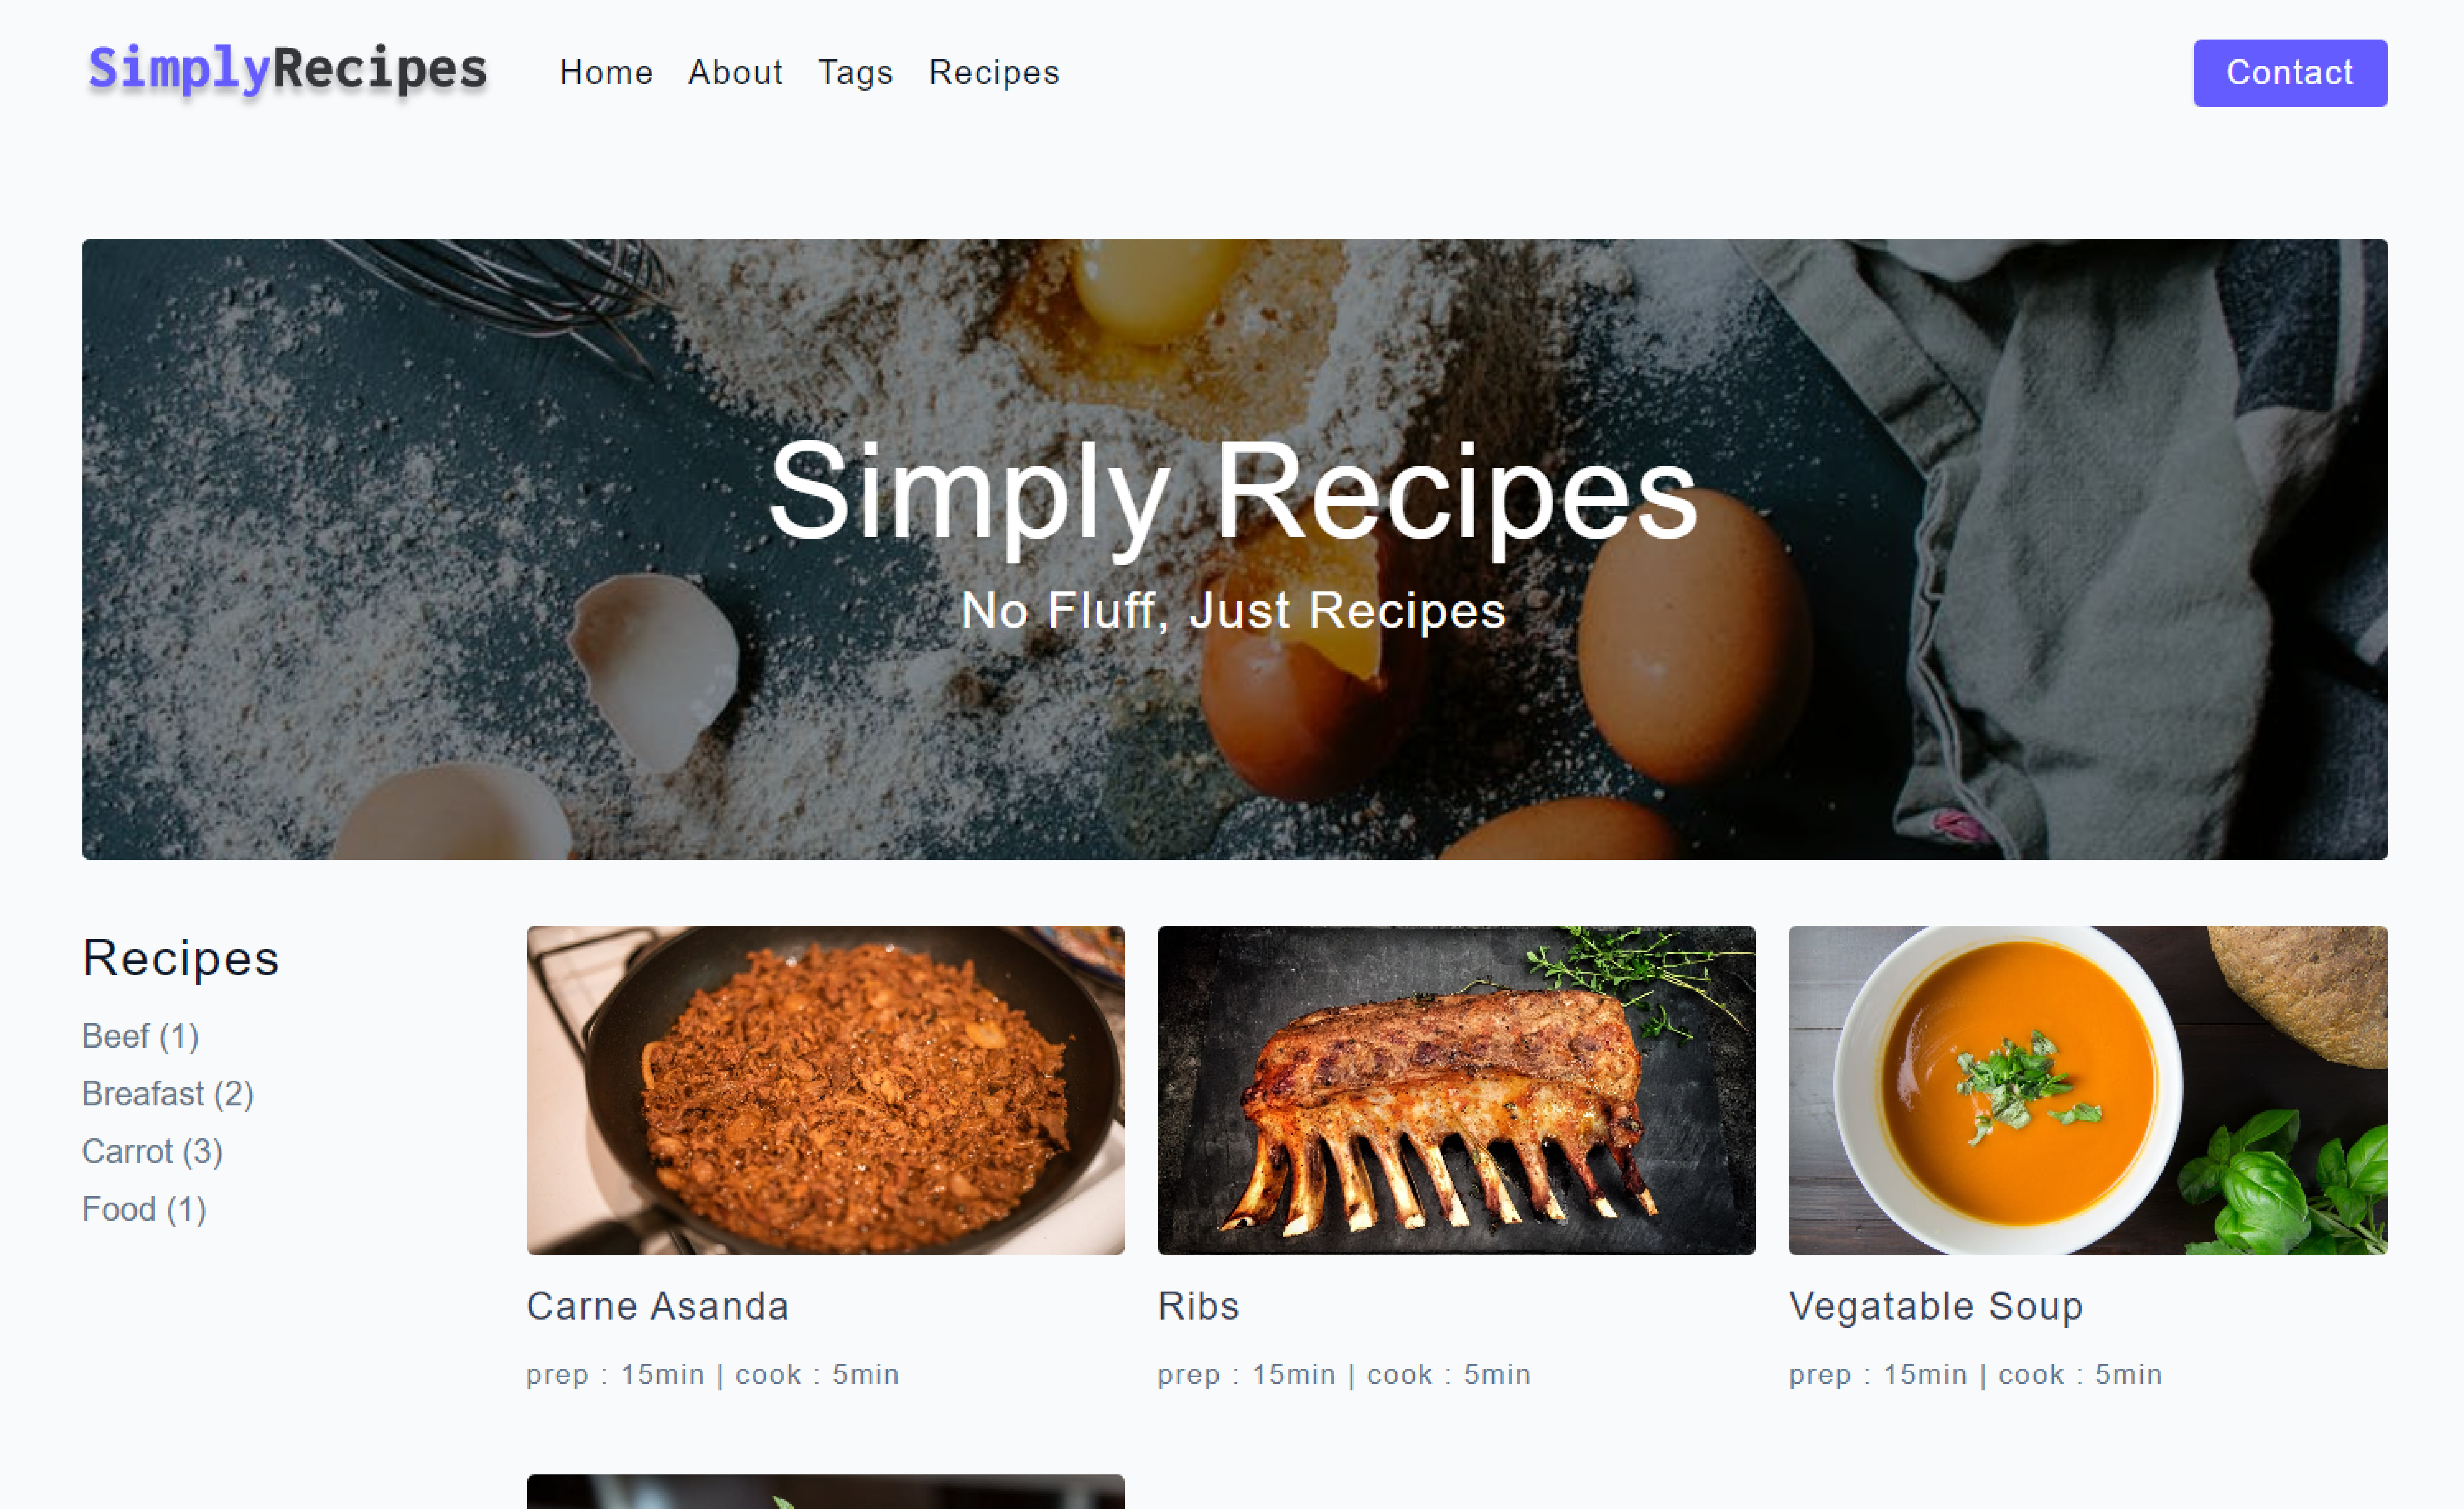 SimplyRecipes
Home About Tags Recipes
Contact
Simply Recipes
No Fluff, Just Recipes
Recipes
Beef (1)
Breafast (2)
Carrot (3)
Food (1)
Carne Asanda
prep : 15min | cook : 5min
Ribs
prep : 15min | cook : 5min
Vegatable Soup
prep : 15min | cook : 5min